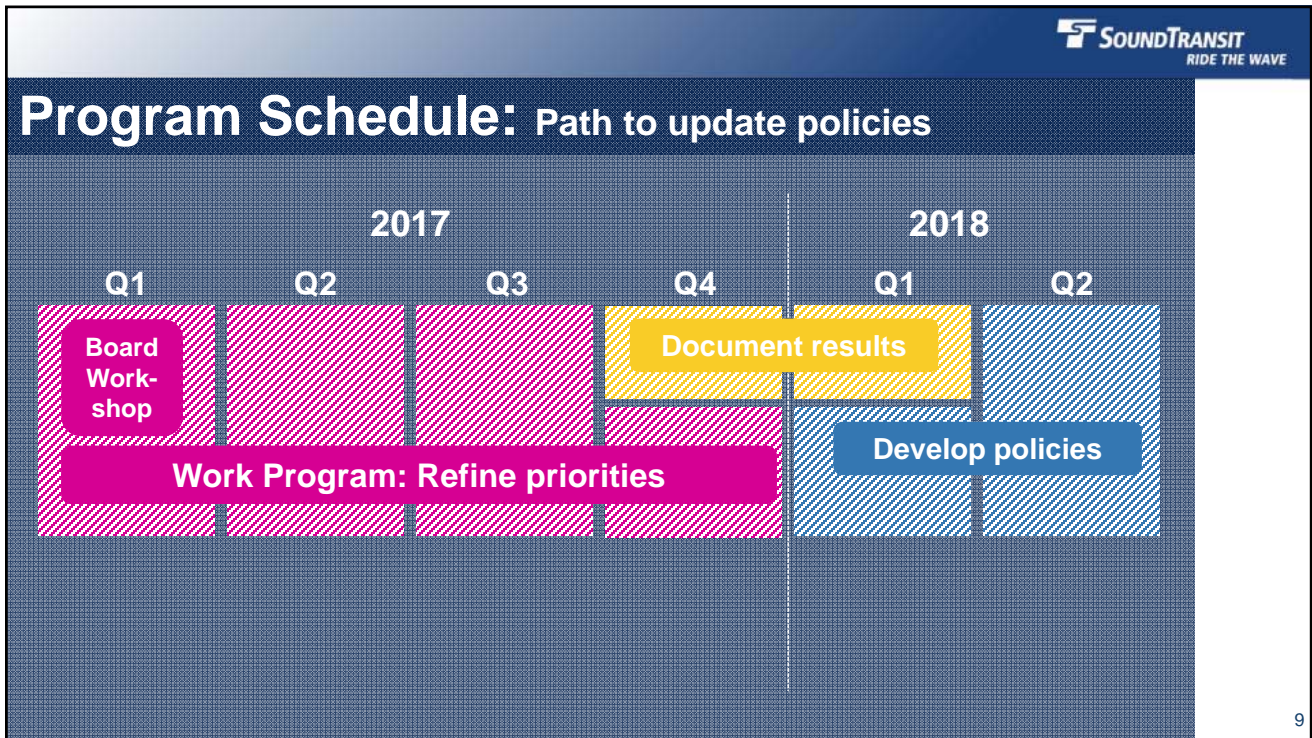 SOUNDTRANSIT
RIDE THE WAVE
Program Schedule: Path to update policies
2017 2018
Q1 Q2 Q3 Q4 Q1 Q2
Board
Work-
shop
Document results
Develop policies
Work Program: Refine priorities
9